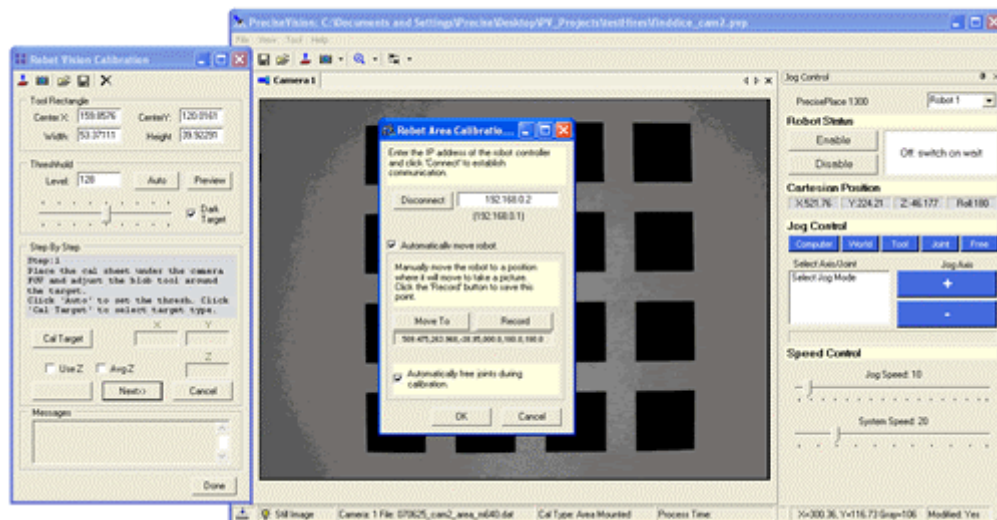 PreciseVision: C:\Documents and Settings\Precise\Desktop\PV_Projects\testHires\finddice_cam2.pvp
File View Tool Help
Camera 1
Robot Vision Calibration
Tool Rectangle
Center X: 159.8576 Center Y: 120.0161
Width: 53.37111 Height: 39.92291
Threshhold
Level: 128 Auto Preview
Dark Target
Step By Step
Step:1
Place the cal sheet under the camera
FOV and adjust the blob tool around
the target.
Click 'Auto' to set the thresh. Click
'Cal Target' to select target type.
X Y
Cal Target
Z
Use Z Avg Z
Next>> Cancel
Messages
Done
Robot Area Calibratio...
Enter the IP address of the robot controller
and click 'Connect' to establish
communication.
Disconnect 192.168.0.2
(192.168.0.1)
Automatically move robot.
Manually move the robot to a position
where it will move to take a picture.
Click the 'Record' button to save this
point.
Move To Record
Automatically free joints during
calibration.
OK Cancel
Jog Control
PrecisePlace 1300 Robot 1
Robot Status
Enable
Disable
Off: switch on wait
Cartesian Position
X:521.76 Y:224.21 Z:-46.177 Roll:180
Jog Control
Computer World Tool Joint Free
Select Axis/Joint Jog Axis
Select Jog Mode
+
-
Speed Control
Jog Speed: 10
System Speed: 20
Still Image Camera: 1 File: 070625_cam2_area_m640.dat Cal Type: Area Mounted Process Time: X=300.36, Y=116.73 Gray=106 Modified: Yes